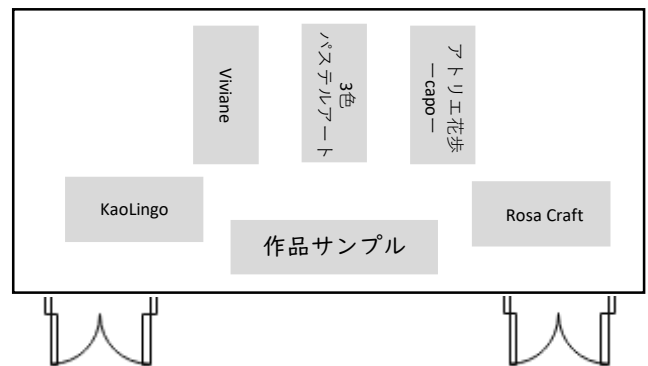 Viviane
3色
パステルアート
アトリエ花歩
ーcapoー
KaoLingo
作品サンプル
Rosa Craft